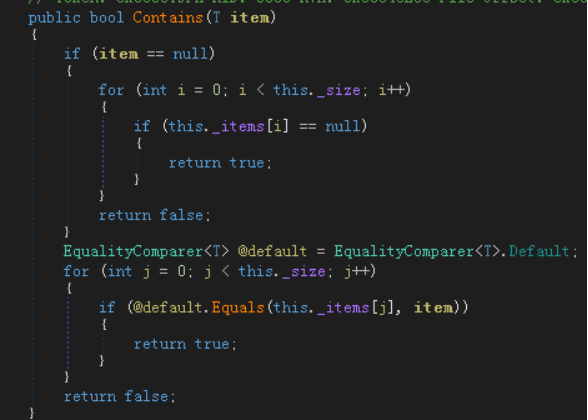 public bool Contains(T item)
{
if (item == null)
{
for (int i = 0; i < this._size; i++)
{
if (this._items[i] == null)
{
return true;
}
}
return false;
}
EqualityComparer<T> @default = EqualityComparer<T>.Default;
for (int j = 0; j < this._size; j++)
{
if (@default.Equals(this._items[j], item))
{
return true;
}
}
return false;
}